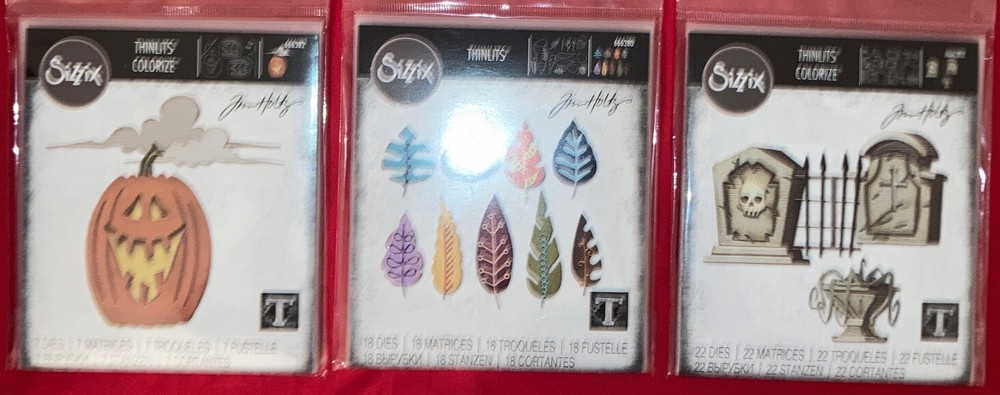 Sizzix
THINLITS
COLORIZE
666382
Tim Holtz
T
7 DIES | 7 MATRICES | 7 TROQUELES | 7 FUSTELLE
Sizzix
THINLITS
666380
Tim Holtz
T
18 DIES | 18 MATRICES | 18 TROQUELES | 18 FUSTELLE
18 ВЫРУБКИ | 18 STANZEN | 18 CORTANTES
Sizzix
THINLITS
COLORIZE
Tim Holtz
T
22 DIES | 22 MATRICES | 22 TROQUELES | 22 FUSTELLE
22 ВЫРУБКИ | 22 STANZEN | 22 CORTANTES